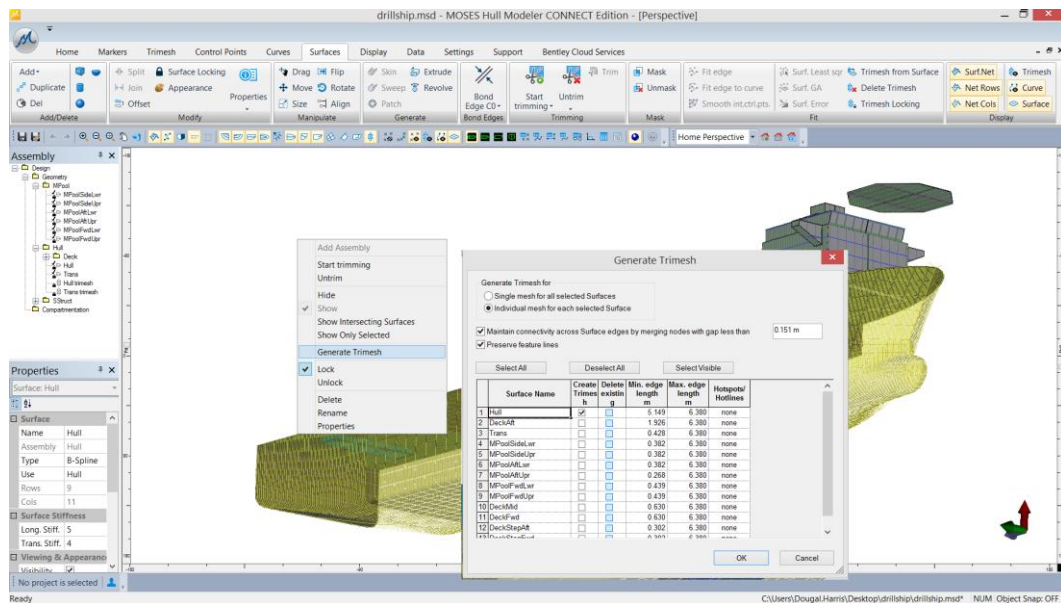 drillship.msd - MOSES Hull Modeler CONNECT Edition - [Perspective]
Home Markers Trimesh Control Points Curves Surfaces Display Data Settings Support Bentley Cloud Services
Add Split Surface Locking Drag Flip Skin Extrude Mask Fit edge Surf. Least sqr Trimesh from Surface Surf.Net Trimesh
Duplicate Join Appearance Properties Move Rotate Sweep Revolve Bond Start Untrim Trim Unmask Fit edge to curve Surf. GA Delete Trimesh Net Rows Curve
Del Offset Size Align Patch Edge C0 trimming Smooth int.ctrl.pts. Surf. Error Trimesh Locking Net Cols Surface
Add/Delete Modify Manipulate Generate Bond Edges Trimming Mask Fit Display
Home Perspective
Assembly
Design
Geometry
MPool
MPoolSideLwr
MPoolSideUpr
MPoolAftLwr
MPoolAftUpr
MPoolFwdLwr
MPoolFwdUpr
Hull
Deck
Hull
Trans
Hull trimesh
Trans trimesh
SStruct
Compartmentation
Properties
Surface: Hull
Surface
Name Hull
Assembly Hull
Type B-Spline
Use Hull
Rows 9
Cols 11
Surface Stiffness
Long. Stiff. 5
Trans. Stiff. 4
Viewing & Appearanc
Visibility
No project is selected
Add Assembly
Start trimming
Untrim
Hide
Show
Show Intersecting Surfaces
Show Only Selected
Generate Trimesh
Lock
Unlock
Delete
Rename
Properties
Generate Trimesh
Generate Trimesh for
Single mesh for all selected Surfaces
Individual mesh for each selected Surface
Maintain connectivity across Surface edges by merging nodes with gap less than 0.151 m
Preserve feature lines
Select All Deselect All Select Visible
Surface Name Create Trimes h Delete existin g Min. edge length m Max. edge length m Hotspots/ Hotlines
1 Hull 5.149 6.380 none
2 DeckAft 1.926 6.380 none
3 Trans 0.428 6.380 none
4 MPoolSideLwr 0.382 6.380 none
5 MPoolSideUpr 0.382 6.380 none
6 MPoolAftLwr 0.382 6.380 none
7 MPoolAftUpr 0.268 6.380 none
8 MPoolFwdLwr 0.439 6.380 none
9 MPoolFwdUpr 0.439 6.380 none
10 DeckMid 0.630 6.380 none
11 DeckFwd 0.630 6.380 none
12 DeckStepAft 0.302 6.380 none
OK Cancel
Ready C:\Users\Dougal.Harris\Desktop\drillship\drillship.msd* NUM Object Snap: OFF